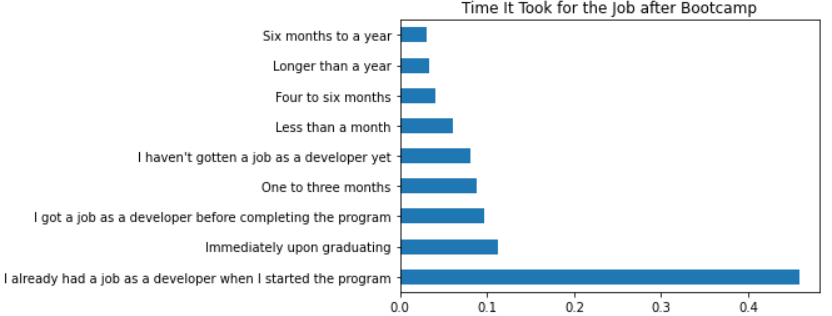 Time It Took for the Job after Bootcamp
Six months to a year
Longer than a year
Four to six months
Less than a month
I haven't gotten a job as a developer yet
One to three months
I got a job as a developer before completing the program
Immediately upon graduating
I already had a job as a developer when I started the program
0.0 0.1 0.2 0.3 0.4